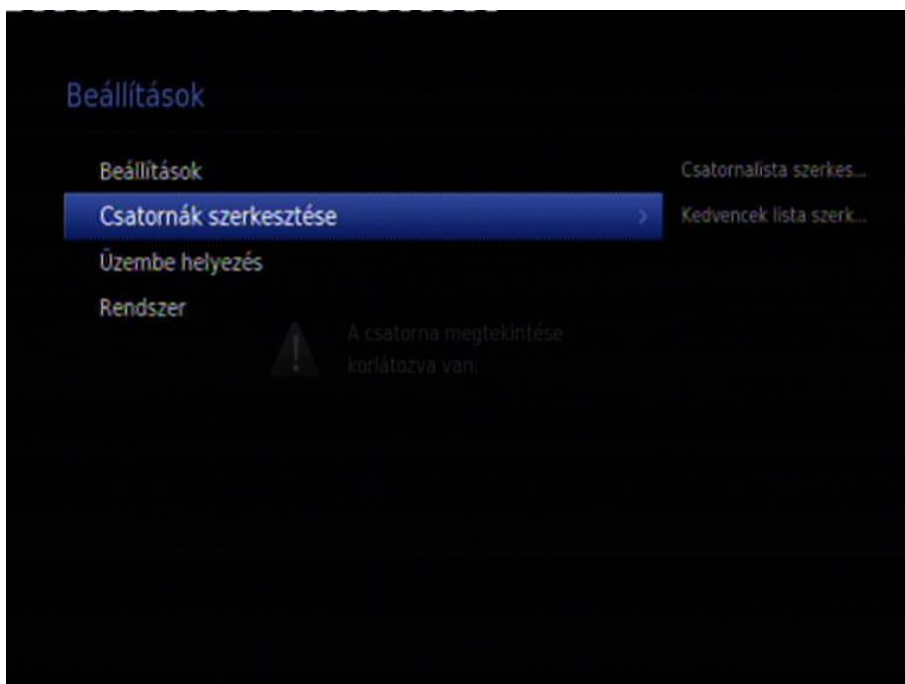 Beállítások
Beállítások
Csatornalista szerkes...
Csatornák szerkesztése
Kedvencek lista szerk...
Üzembe helyezés
Rendszer
A csatorna megtekintése
korlátozva van.